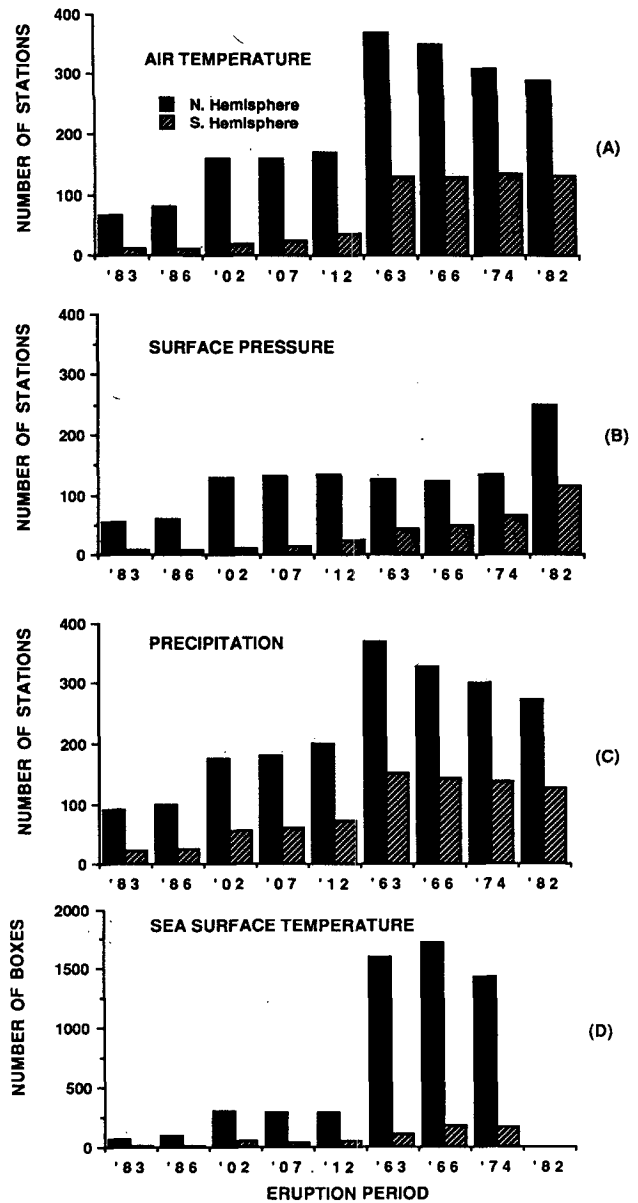 AIR TEMPERATURE
N. Hemisphere
S. Hemisphere
NUMBER OF STATIONS
400
300
200
100
0
'83 '86 '02 '07 '12 '63 '66 '74 '82
(A)
SURFACE PRESSURE
NUMBER OF STATIONS
400
300
200
100
0
'83 '86 '02 '07 '12 '63 '66 '74 '82
(B)
PRECIPITATION
NUMBER OF STATIONS
400
300
200
100
0
'83 '86 '02 '07 '12 '63 '66 '74 '82
(C)
SEA SURFACE TEMPERATURE
NUMBER OF BOXES
2000
1500
1000
500
0
'83 '86 '02 '07 '12 '63 '66 '74 '82
(D)
ERUPTION PERIOD